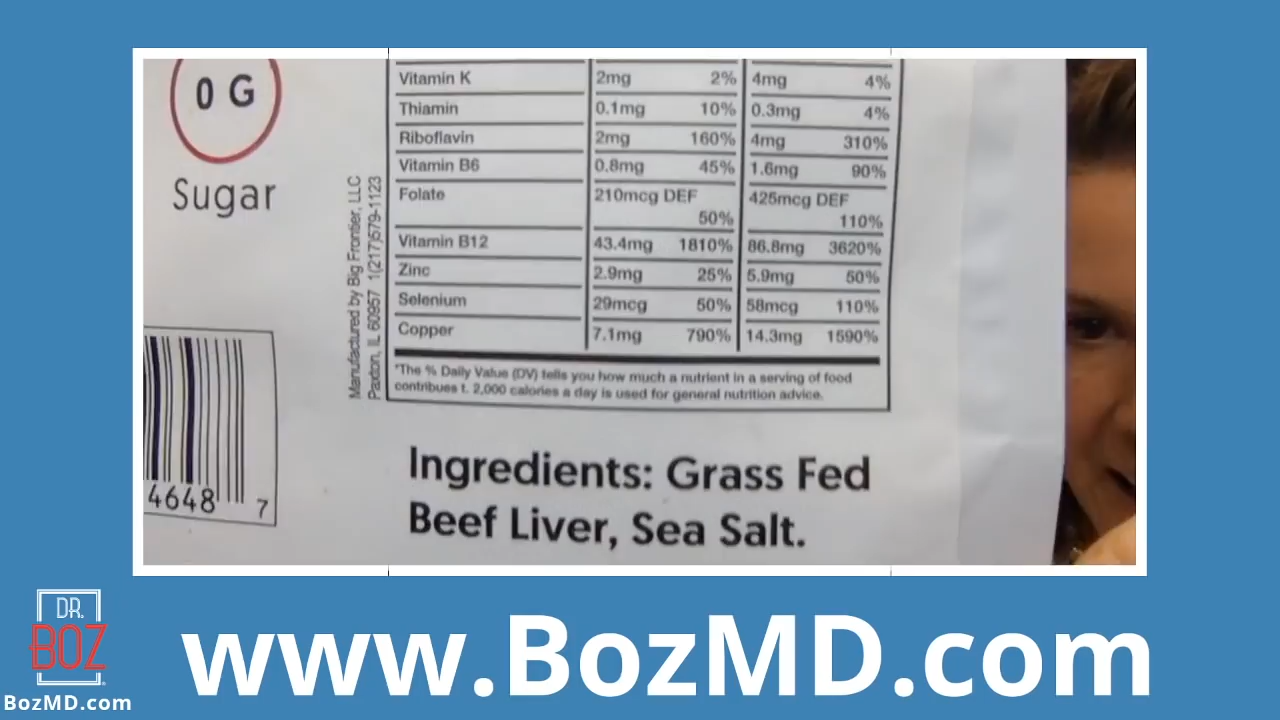 0 G
Sugar
Manufactured by Big Frontier, LLC
Paxton, IL 60957 1(217)579-1123
4648 7
Vitamin K 2mg 2% 4mg 4%
Thiamin 0.1mg 10% 0.3mg 4%
Riboflavin 2mg 160% 4mg 310%
Vitamin B6 0.8mg 45% 1.6mg 90%
Folate 210mcg DEF 425mcg DEF
50% 110%
Vitamin B12 43.4mg 1810% 86.8mg 3620%
Zinc 2.9mg 25% 5.9mg 50%
Selenium 29mcg 50% 58mcg 110%
Copper 7.1mg 790% 14.3mg 1590%
*The % Daily Value (DV) tells you how much a nutrient in a serving of food
contribues t. 2,000 calories a day is used for general nutrition advice.
Ingredients: Grass Fed
Beef Liver, Sea Salt.
DR.
BOZ
BozMD.com
www.BozMD.com